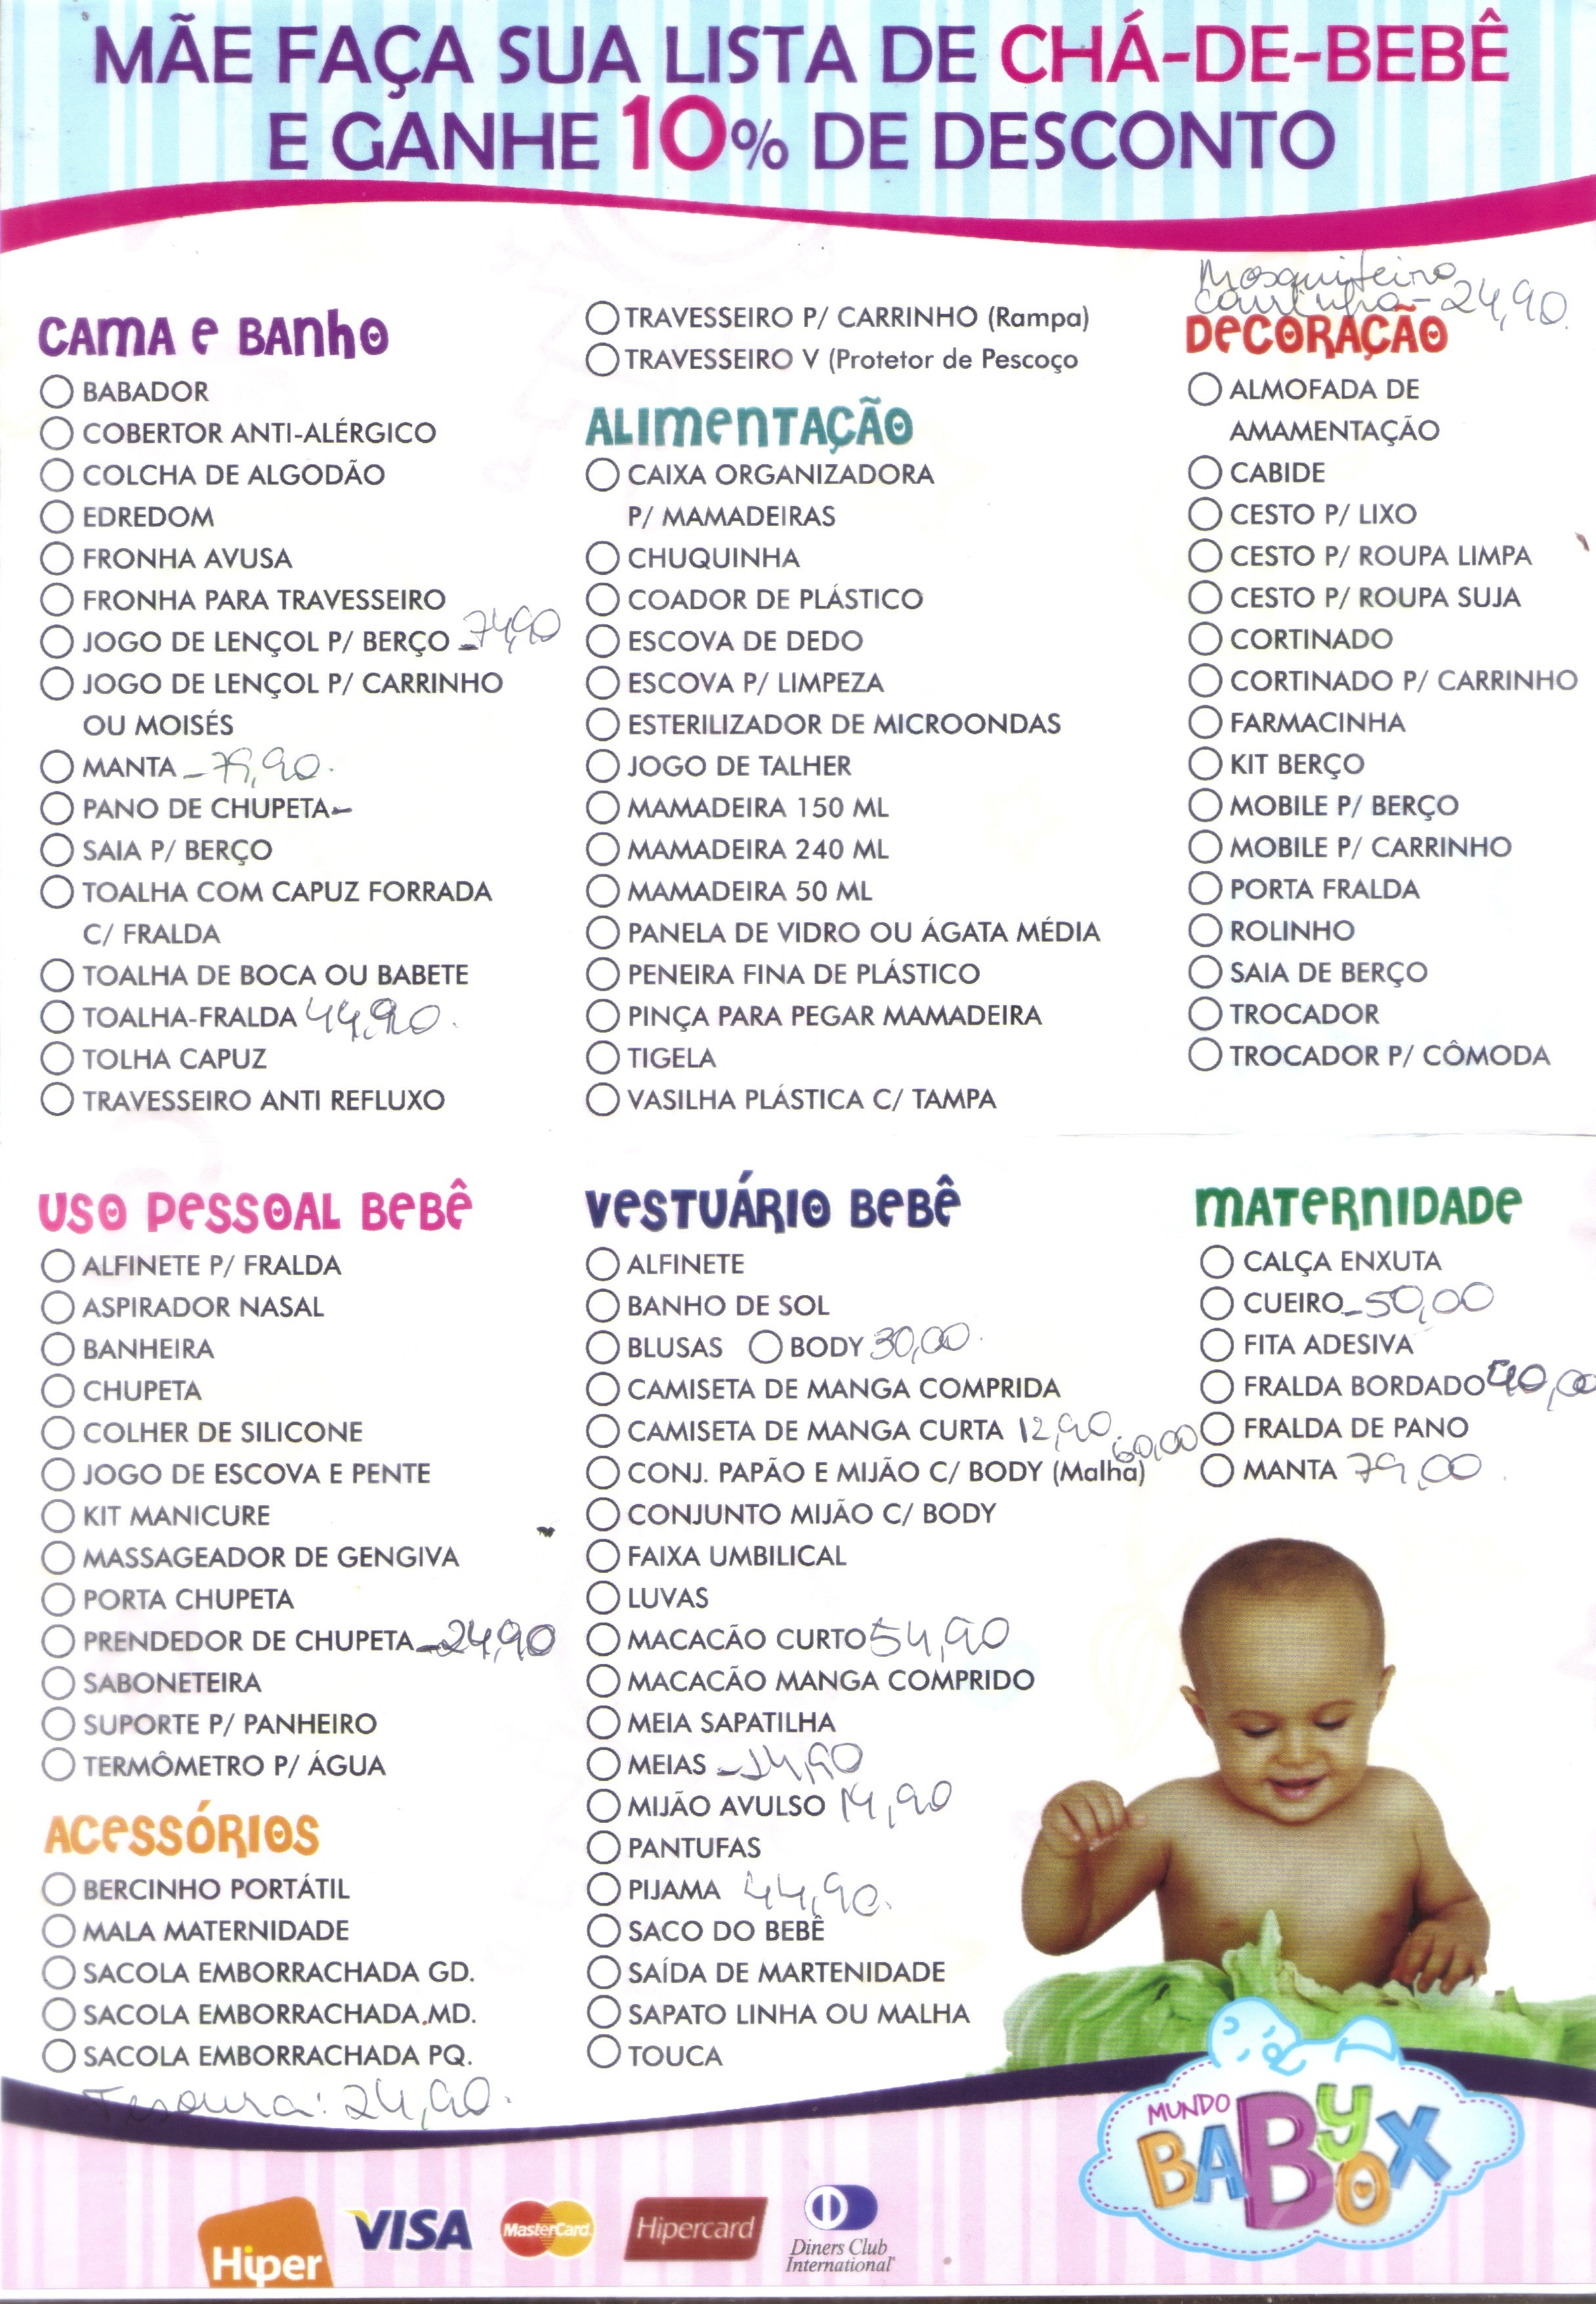 MÃE FAÇA SUA LISTA DE CHÁ-DE-BEBÊ
E GANHE 10% DE DESCONTO
CAMA E BANHO
BABADOR
COBERTOR ANTI-ALÉRGICO
COLCHA DE ALGODÃO
EDREDOM
FRONHA AVUSA
FRONHA PARA TRAVESSEIRO
JOGO DE LENÇOL P/ BERÇO - 74,90
JOGO DE LENÇOL P/ CARRINHO
OU MOISÉS
MANTA - 79,90.
PANO DE CHUPETA-
SAIA P/ BERÇO
TOALHA COM CAPUZ FORRADA
C/ FRALDA
TOALHA DE BOCA OU BABETE
TOALHA-FRALDA 44,90.
TOLHA CAPUZ
TRAVESSEIRO ANTI REFLUXO
TRAVESSEIRO P/ CARRINHO (Rampa)
TRAVESSEIRO V (Protetor de Pescoço
ALIMENTAÇÃO
CAIXA ORGANIZADORA
P/ MAMADEIRAS
CHUQUINHA
COADOR DE PLÁSTICO
ESCOVA DE DEDO
ESCOVA P/ LIMPEZA
ESTERILIZADOR DE MICROONDAS
JOGO DE TALHER
MAMADEIRA 150 ML
MAMADEIRA 240 ML
MAMADEIRA 50 ML
PANELA DE VIDRO OU ÁGATA MÉDIA
PENEIRA FINA DE PLÁSTICO
PINÇA PARA PEGAR MAMADEIRA
TIGELA
VASILHA PLÁSTICA C/ TAMPA
Mosquiteiro
- 24,90.
DECORAÇÃO
ALMOFADA DE
AMAMENTAÇÃO
CABIDE
CESTO P/ LIXO
CESTO P/ ROUPA LIMPA
CESTO P/ ROUPA SUJA
CORTINADO
CORTINADO P/ CARRINHO
FARMACINHA
KIT BERÇO
MOBILE P/ BERÇO
MOBILE P/ CARRINHO
PORTA FRALDA
ROLINHO
SAIA DE BERÇO
TROCADOR
TROCADOR P/ CÔMODA
USO PESSOAL BEBÊ
ALFINETE P/ FRALDA
ASPIRADOR NASAL
BANHEIRA
CHUPETA
COLHER DE SILICONE
JOGO DE ESCOVA E PENTE
KIT MANICURE
MASSAGEADOR DE GENGIVA
PORTA CHUPETA
PRENDEDOR DE CHUPETA - 24,90
SABONETEIRA
SUPORTE P/ PANHEIRO
TERMÔMETRO P/ ÁGUA
ACESSÓRIOS
BERCINHO PORTÁTIL
MALA MATERNIDADE
SACOLA EMBORRACHADA GD.
SACOLA EMBORRACHADA.MD.
SACOLA EMBORRACHADA PQ.
Tesoura: 24,90.
VESTUÁRIO BEBÊ
ALFINETE
BANHO DE SOL
BLUSAS BODY 30,00.
CAMISETA DE MANGA COMPRIDA
CAMISETA DE MANGA CURTA 12,90
CONJ. PAPÃO E MIJÃO C/ BODY (Malha) 60,00
CONJUNTO MIJÃO C/ BODY
FAIXA UMBILICAL
LUVAS
MACACÃO CURTO 54,90
MACACÃO MANGA COMPRIDO
MEIA SAPATILHA
MEIAS - 14,90
MIJÃO AVULSO 19,90
PANTUFAS
PIJAMA 44,90.
SACO DO BEBÊ
SAÍDA DE MARTENIDADE
SAPATO LINHA OU MALHA
TOUCA
MATERNIDADE
CALÇA ENXUTA
CUEIRO - 50,00
FITA ADESIVA
FRALDA BORDADO 40,00
FRALDA DE PANO
MANTA 79,00.
MUNDO
BABY BOX
Hiper
VISA
MasterCard
Hipercard
Diners Club
International